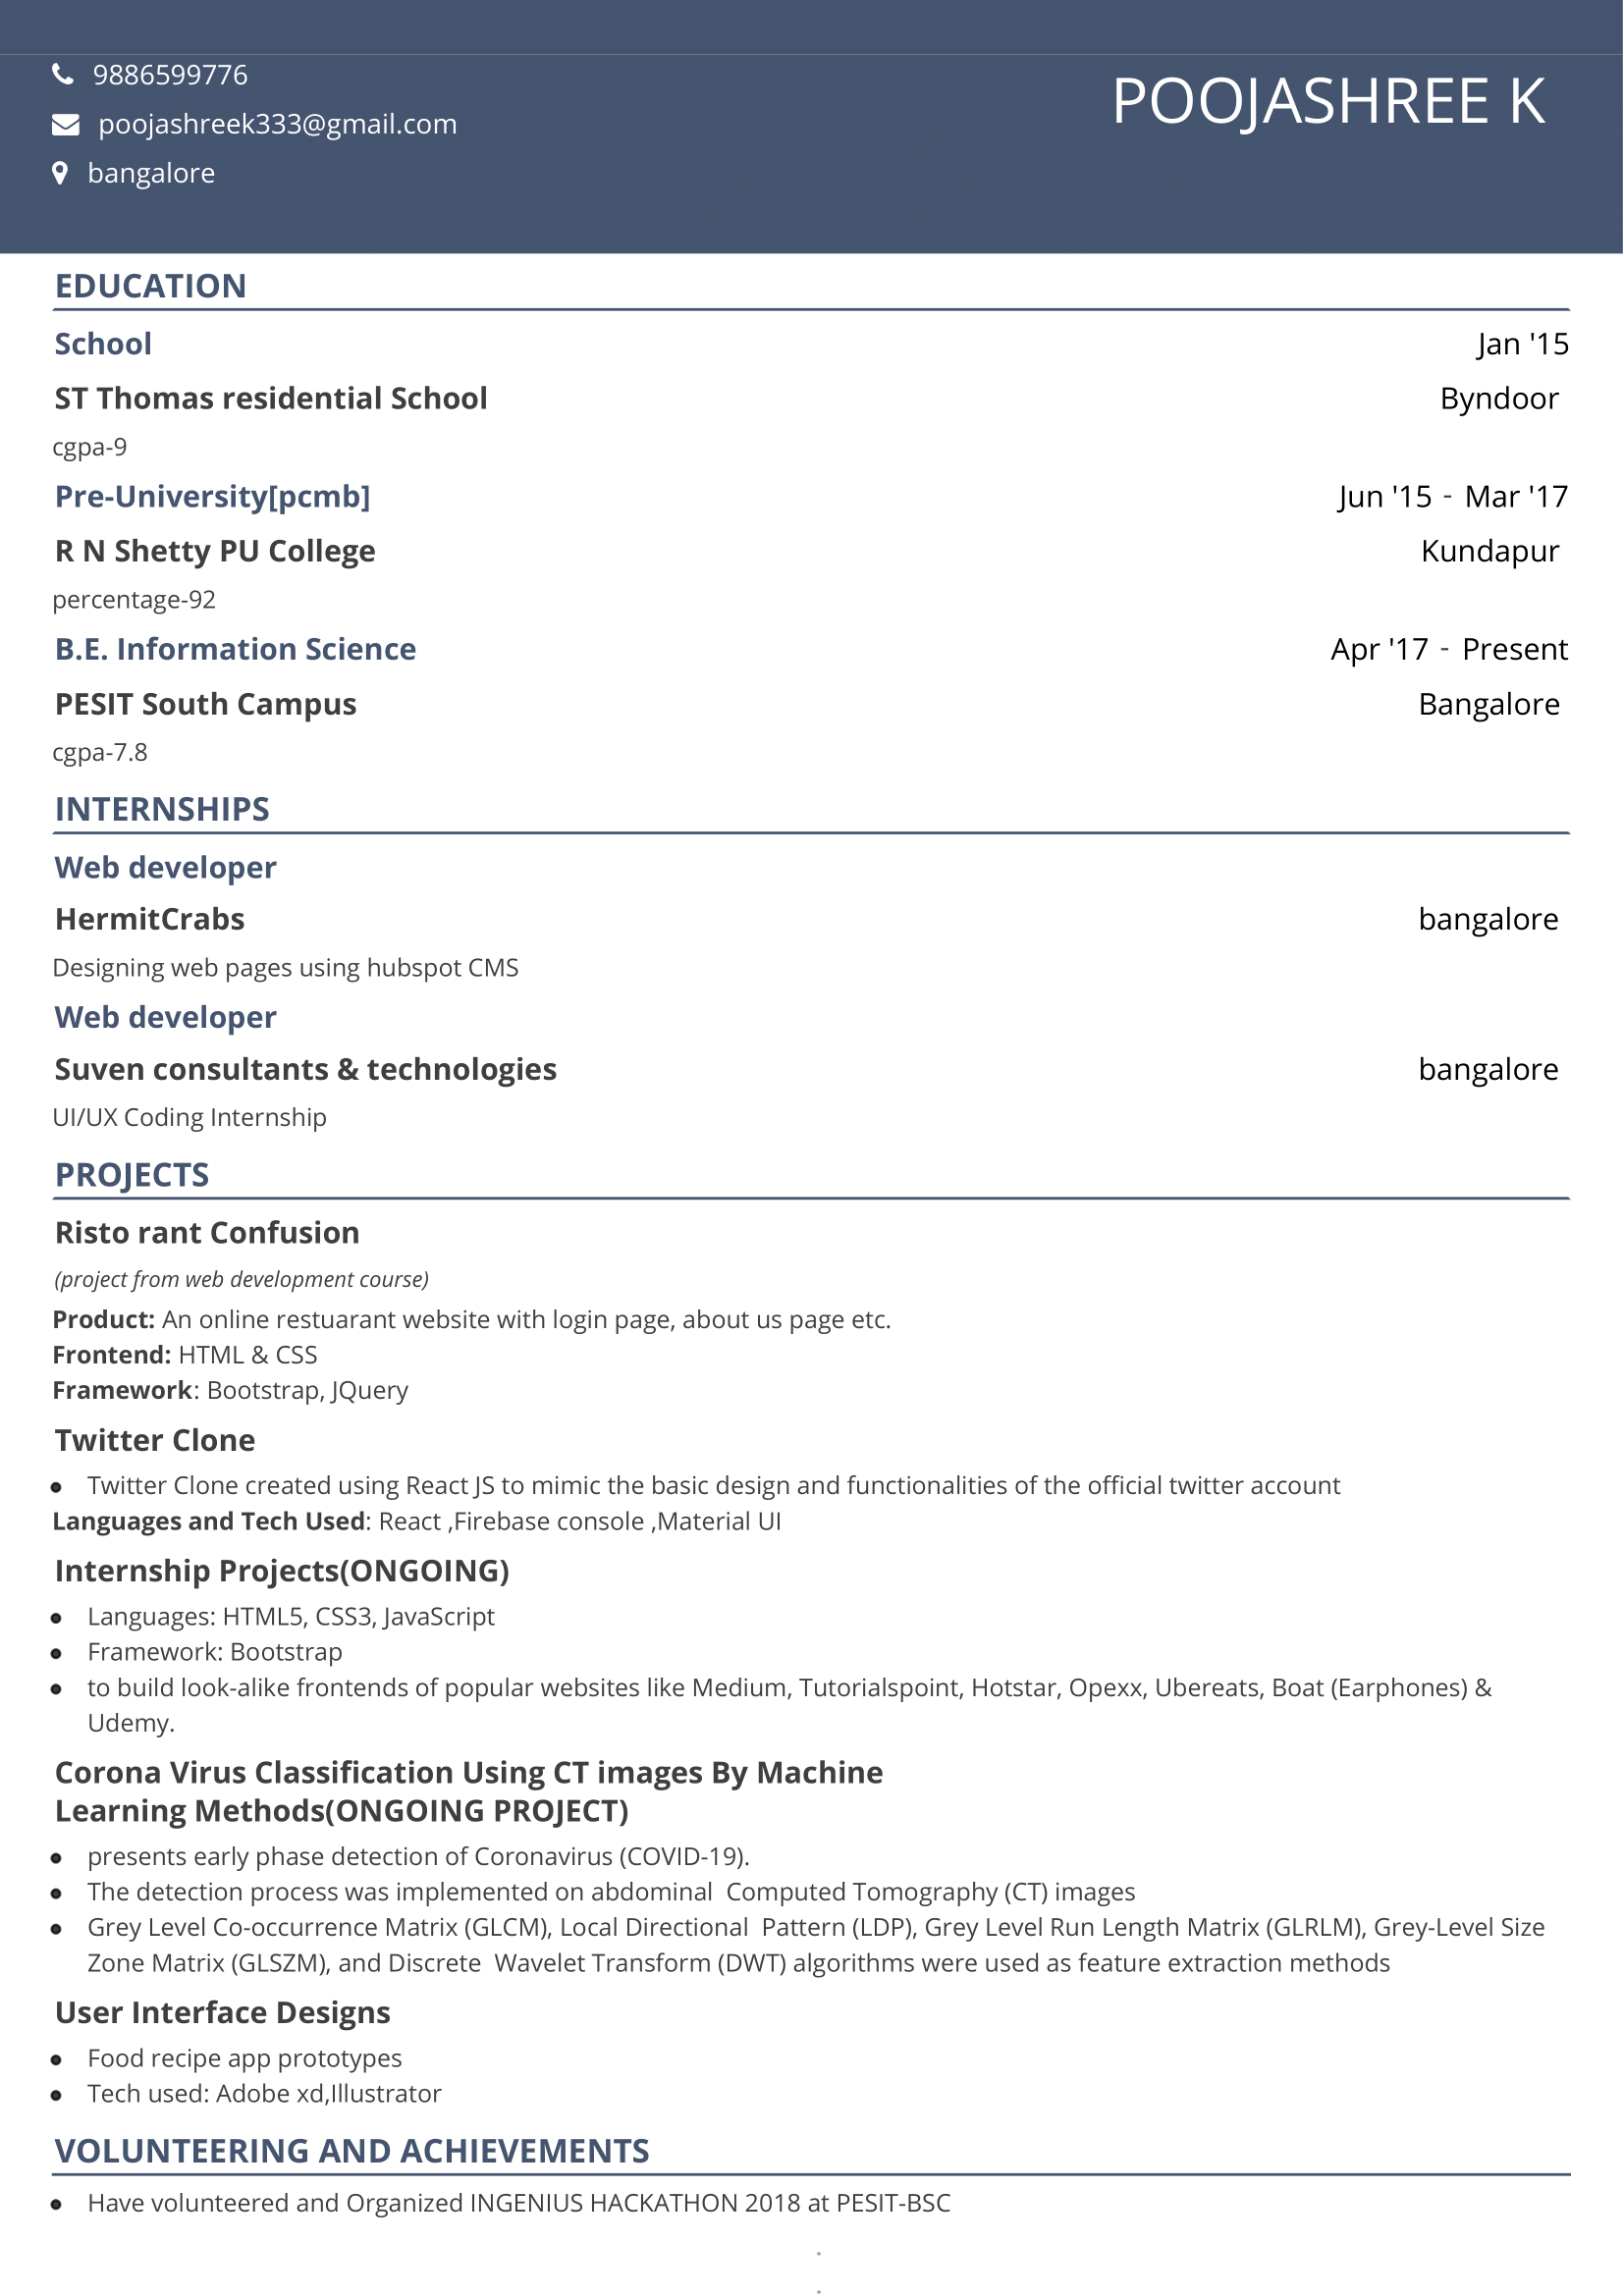 9886599776
POOJASHREE K
poojashreek333@gmail.com
bangalore
EDUCATION
School Jan '15
ST Thomas residential School Byndoor
cgpa-9
Pre-University[pcmb] Jun '15 - Mar '17
R N Shetty PU College Kundapur
percentage-92
B.E. Information Science Apr '17 - Present
PESIT South Campus Bangalore
cgpa-7.8
INTERNSHIPS
Web developer
HermitCrabs bangalore
Designing web pages using hubspot CMS
Web developer
Suven consultants & technologies bangalore
UI/UX Coding Internship
PROJECTS
Risto rant Confusion
(project from web development course)
Product: An online restuarant website with login page, about us page etc.
Frontend: HTML & CSS
Framework: Bootstrap, JQuery
Twitter Clone
• Twitter Clone created using React JS to mimic the basic design and functionalities of the official twitter account
Languages and Tech Used: React ,Firebase console ,Material UI
Internship Projects(ONGOING)
• Languages: HTML5, CSS3, JavaScript
• Framework: Bootstrap
• to build look-alike frontends of popular websites like Medium, Tutorialspoint, Hotstar, Opexx, Ubereats, Boat (Earphones) &
Udemy.
Corona Virus Classification Using CT images By Machine
Learning Methods(ONGOING PROJECT)
• presents early phase detection of Coronavirus (COVID-19).
• The detection process was implemented on abdominal  Computed Tomography (CT) images
• Grey Level Co-occurrence Matrix (GLCM), Local Directional  Pattern (LDP), Grey Level Run Length Matrix (GLRLM), Grey-Level Size
Zone Matrix (GLSZM), and Discrete  Wavelet Transform (DWT) algorithms were used as feature extraction methods
User Interface Designs
• Food recipe app prototypes
• Tech used: Adobe xd,Illustrator
VOLUNTEERING AND ACHIEVEMENTS
• Have volunteered and Organized INGENIUS HACKATHON 2018 at PESIT-BSC